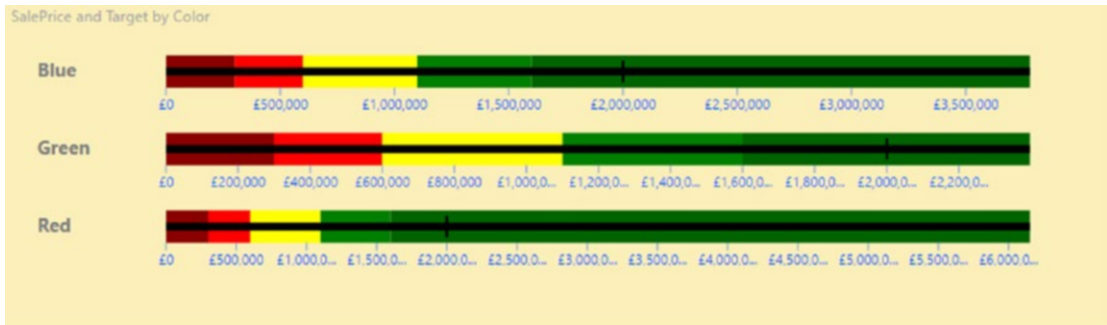 SalePrice and Target by Color
Blue
£0 £500,000 £1,000,000 £1,500,000 £2,000,000 £2,500,000 £3,000,000 £3,500,000
Green
£0 £200,000 £400,000 £600,000 £800,000 £1,000,0... £1,200,0... £1,400,0... £1,600,0... £1,800,0... £2,000,0... £2,200,0...
Red
£0 £500,000 £1,000,0... £1,500,0... £2,000,0... £2,500,0... £3,000,0... £3,500,0... £4,000,0... £4,500,0... £5,000,0... £5,500,0... £6,000,0...